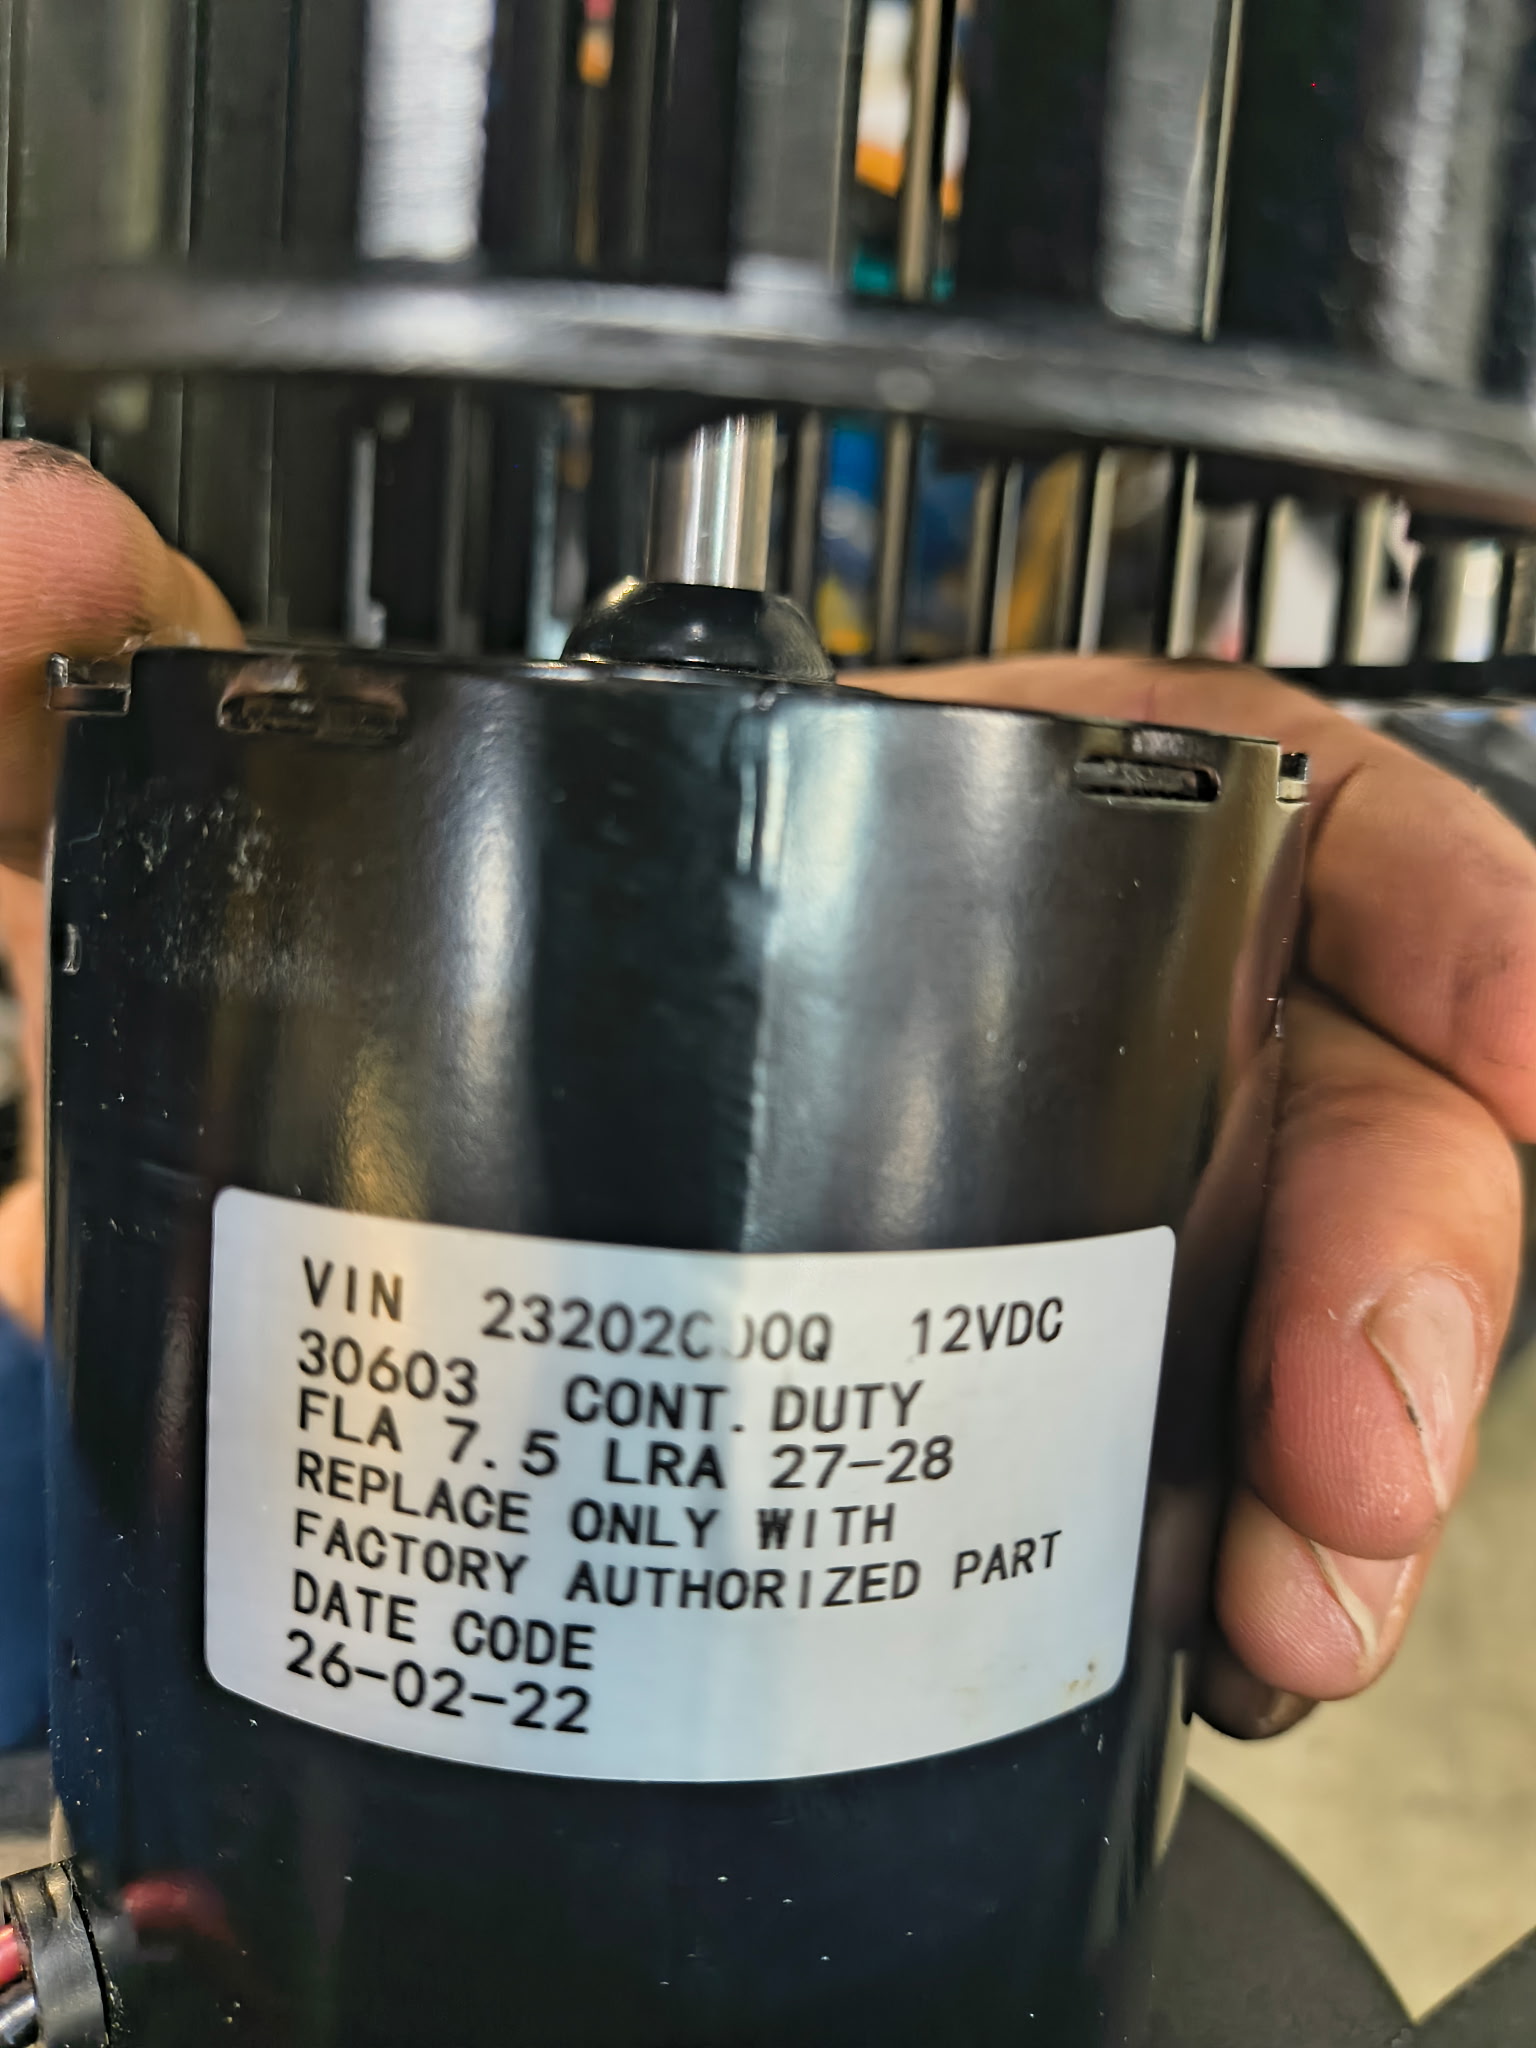 VIN 12VDC
30603 CONT. DUTY
FLA 7.5 LRA 27-28
REPLACE ONLY WITH
FACTORY AUTHORIZED PART
DATE CODE
26-02-22